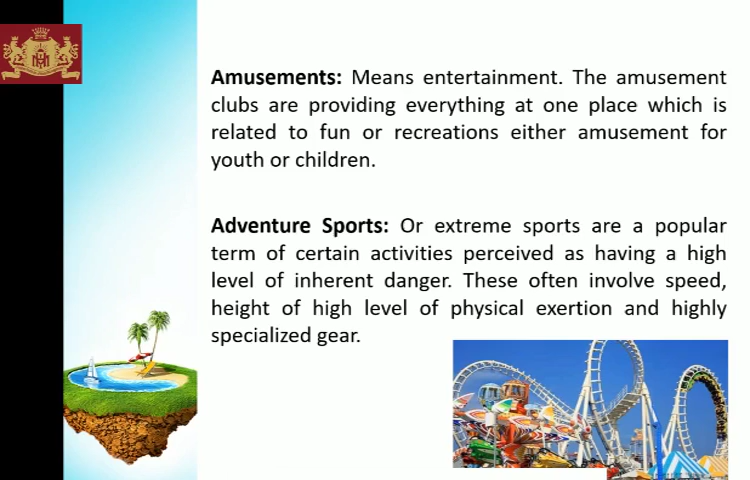 Amusements: Means entertainment. The amusement
clubs are providing everything at one place which is
related to fun or recreations either amusement for
youth or children.
Adventure Sports: Or extreme sports are a popular
term of certain activities perceived as having a high
level of inherent danger. These often involve speed,
height of high level of physical exertion and highly
specialized gear.